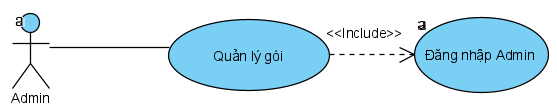 a
Admin
Quản lý gói
<<Include>>
a
Đăng nhập Admin